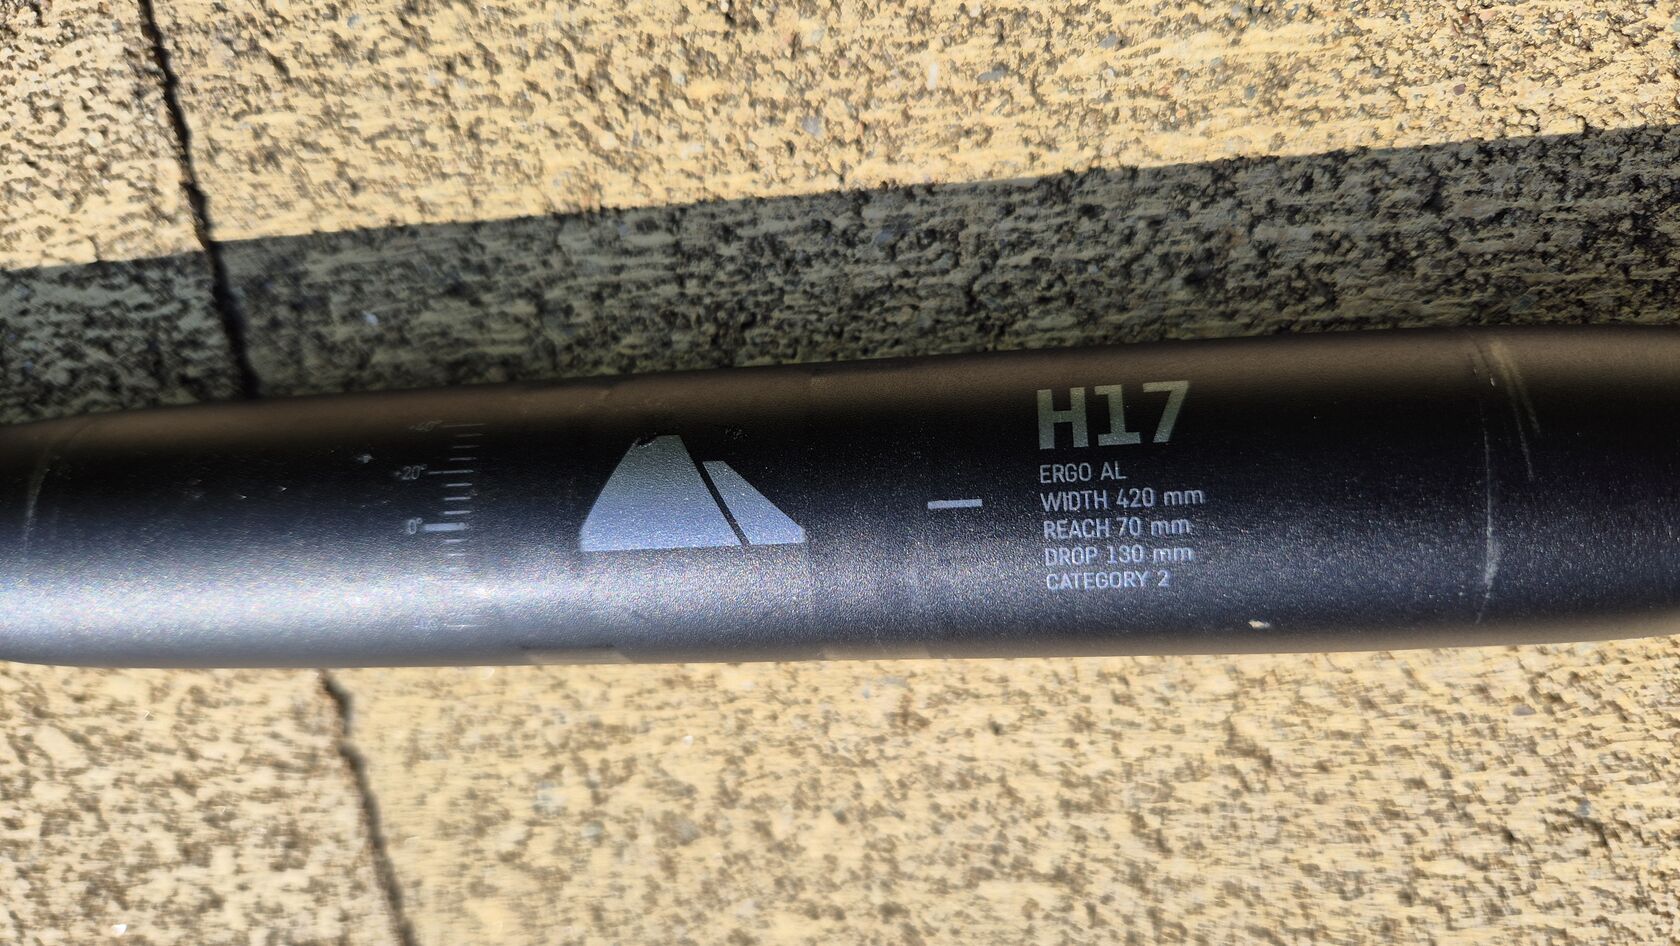 -20°
0°
H17
ERGO AL
WIDTH 420 mm
REACH 70 mm
DROP 130 mm
CATEGORY 2